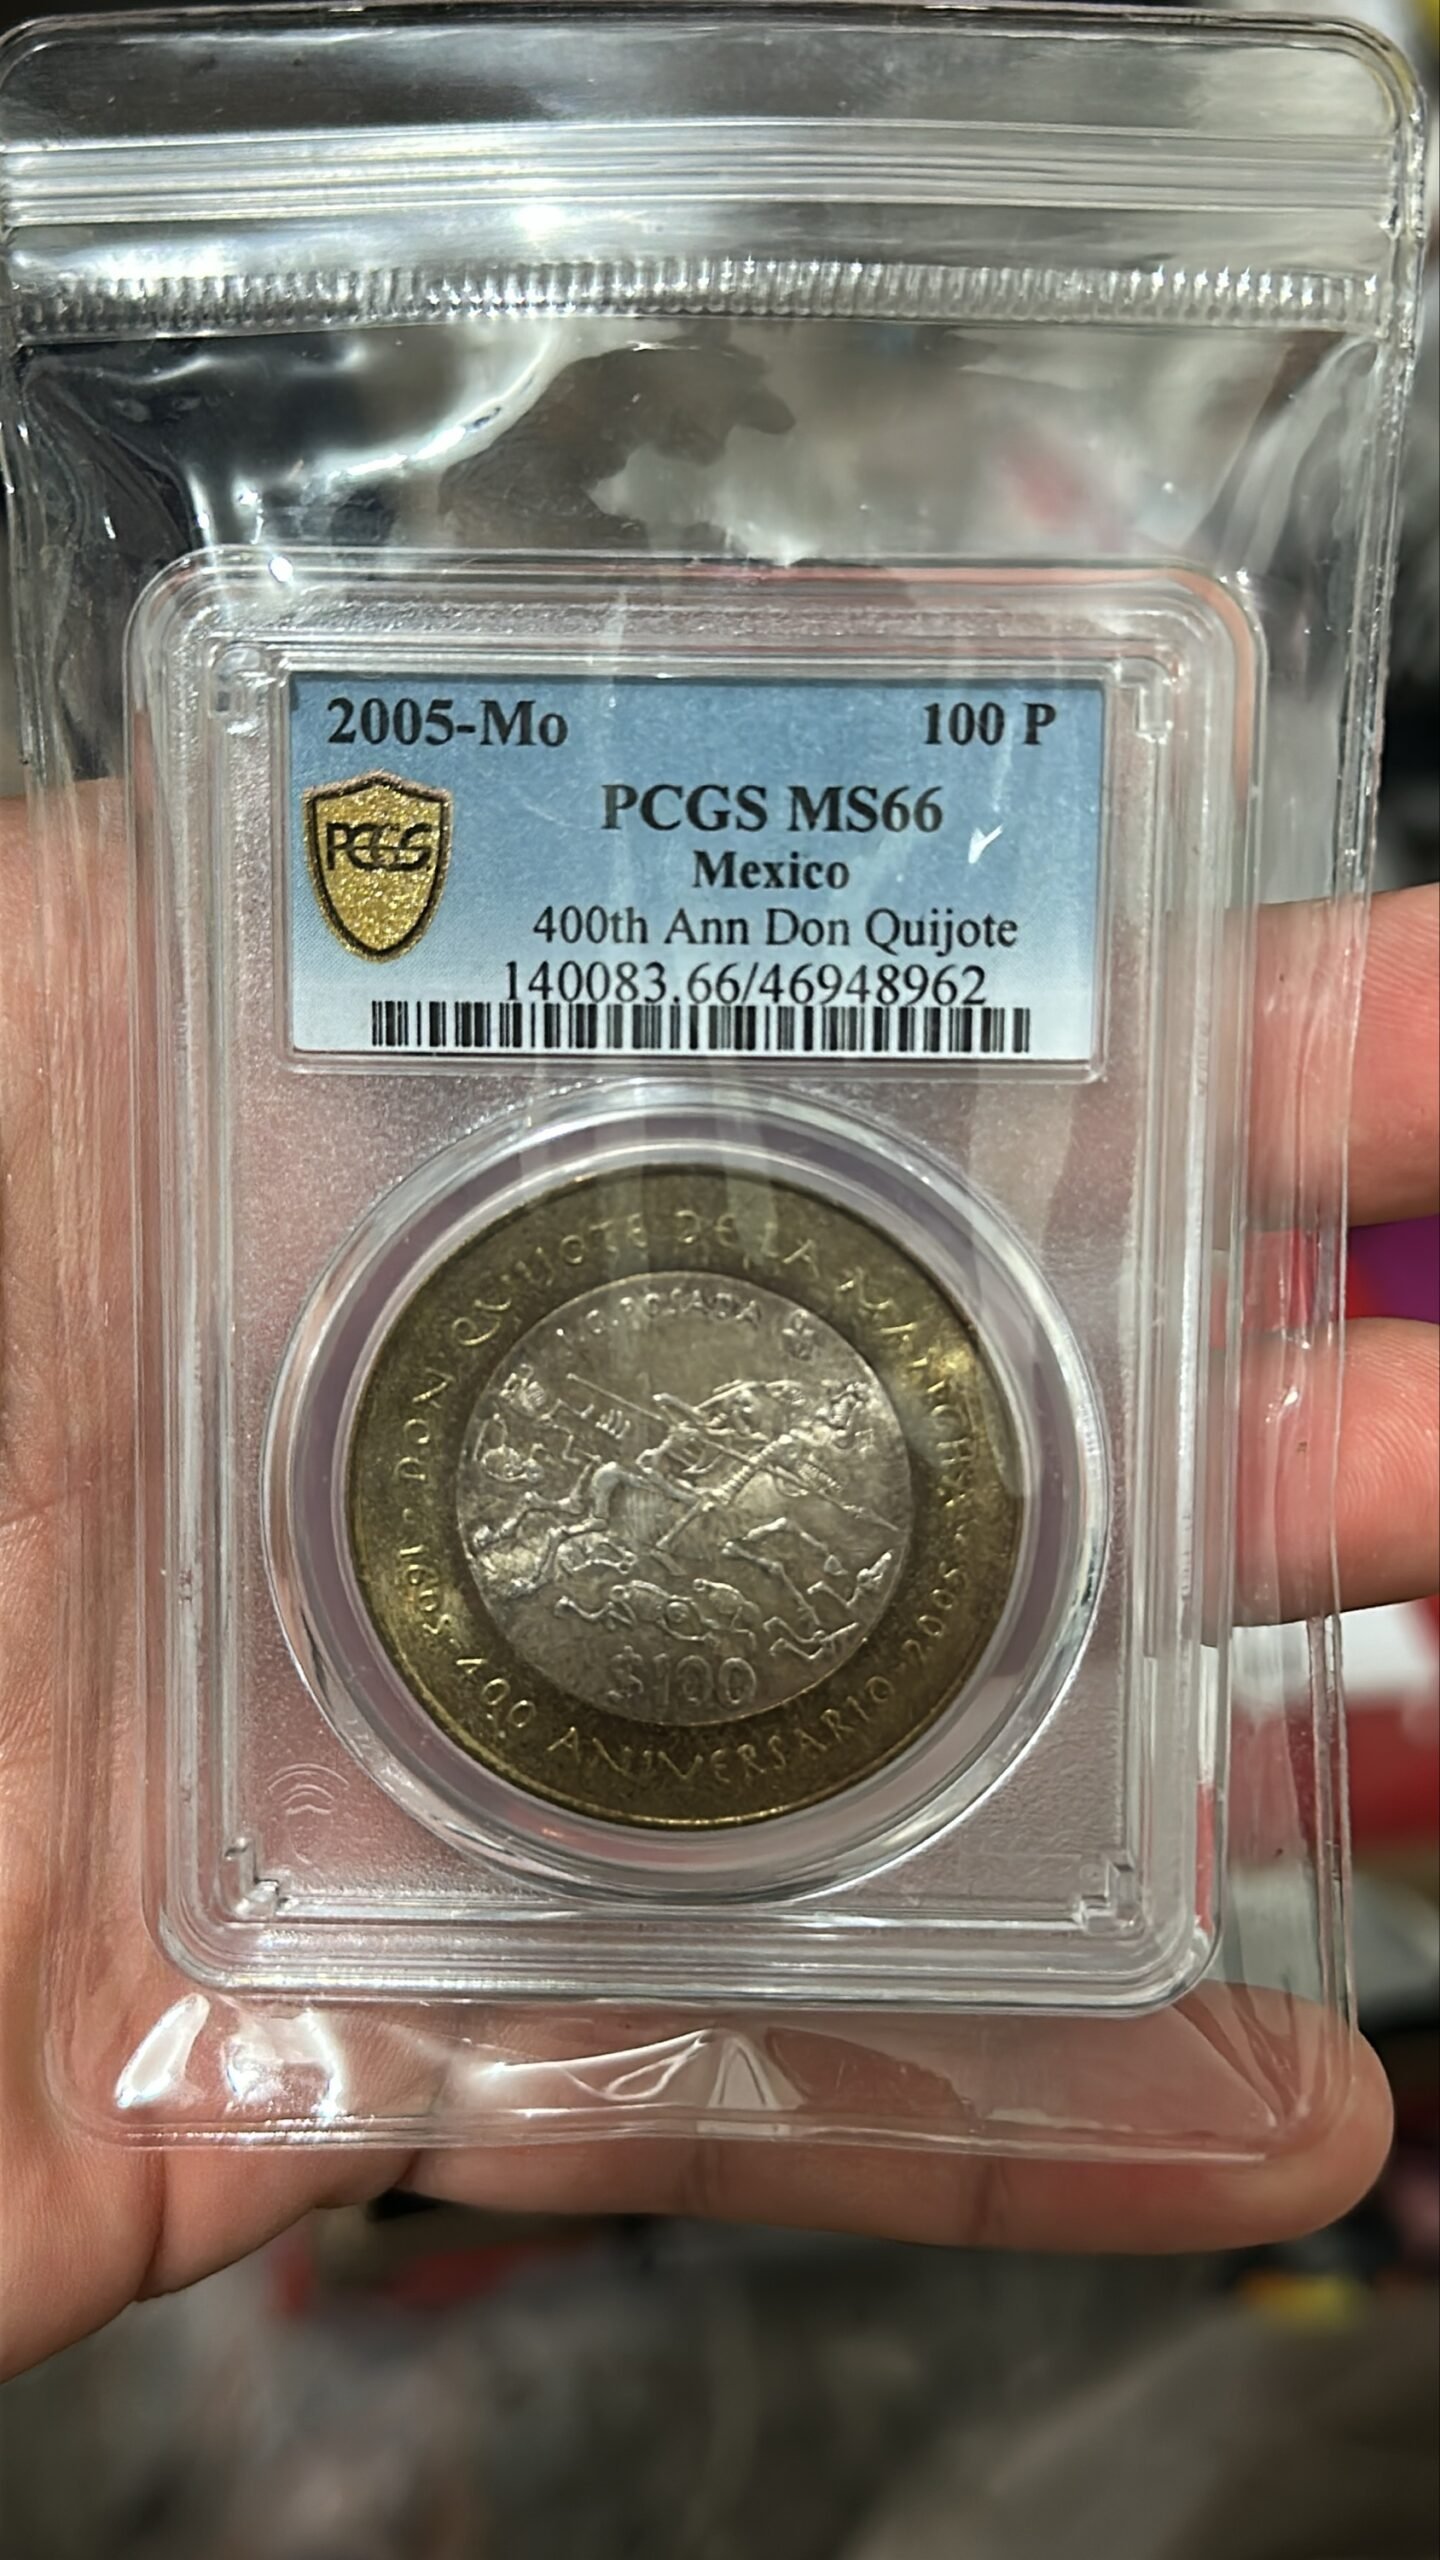 2005-Mo 100 P
PCGS MS66
PCGS
Mexico
400th Ann Don Quijote
140083.66/46948962
DON QUIJOTE DE LA MANCHA
J.G. POSADA
$100
1605-400 ANIVERSARIO-2005